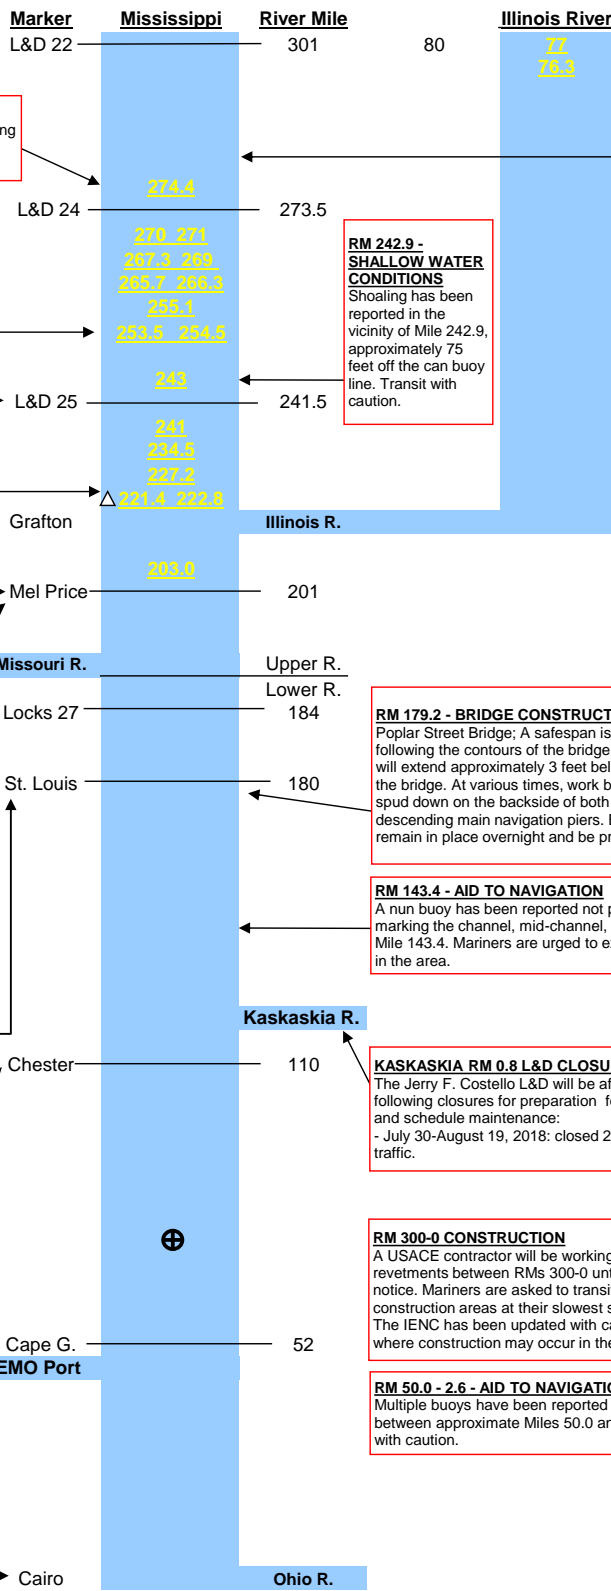 Marker Mississippi River Mile Illinois River
L&D 22 301 80 77
76.3
ng
274.4
L&D 24 273.5
270 271
267.3 269
265.7 266.3
255.1
253.5 254.5
RM 242.9 -
SHALLOW WATER
CONDITIONS
Shoaling has been
reported in the
vicinity of Mile 242.9,
approximately 75
feet off the can buoy
line. Transit with
caution.
243
L&D 25 241.5
241
234.5
227.2
221.4 222.8
Grafton Illinois R.
203.0
Mel Price 201
Missouri R. Upper R.
Lower R.
Locks 27 184
St. Louis 180
RM 179.2 - BRIDGE CONSTRUCT
Poplar Street Bridge; A safespan is
following the contours of the bridge
will extend approximately 3 feet bel
the bridge. At various times, work b
spud down on the backside of both
descending main navigation piers.
remain in place overnight and be pr
RM 143.4 - AID TO NAVIGATION
A nun buoy has been reported not p
marking the channel, mid-channel,
Mile 143.4. Mariners are urged to e
in the area.
Kaskaskia R.
Chester 110
KASKASKIA RM 0.8 L&D CLOSU
The Jerry F. Costello L&D will be af
following closures for preparation f
and schedule maintenance:
- July 30-August 19, 2018: closed 2
traffic.
RM 300-0 CONSTRUCTION
A USACE contractor will be working
revetments between RMs 300-0 unt
notice. Mariners are asked to transi
construction areas at their slowest s
The IENC has been updated with ca
where construction may occur in the
Cape G. 52
EMO Port
RM 50.0 - 2.6 - AID TO NAVIGATIO
Multiple buoys have been reported
between approximate Miles 50.0 an
with caution.
Cairo Ohio R.